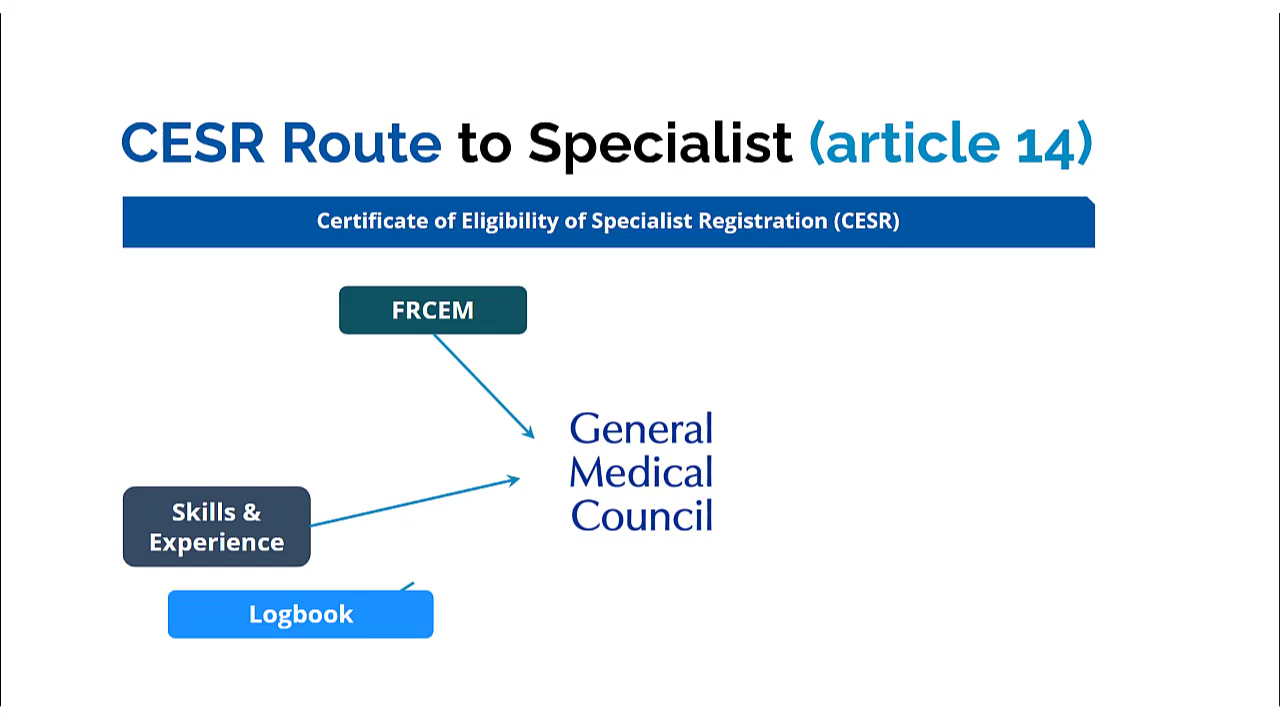 CESR Route to Specialist (article 14)
Certificate of Eligibility of Specialist Registration (CESR)
FRCEM
General
Medical
Council
Skills &
Experience
Logbook